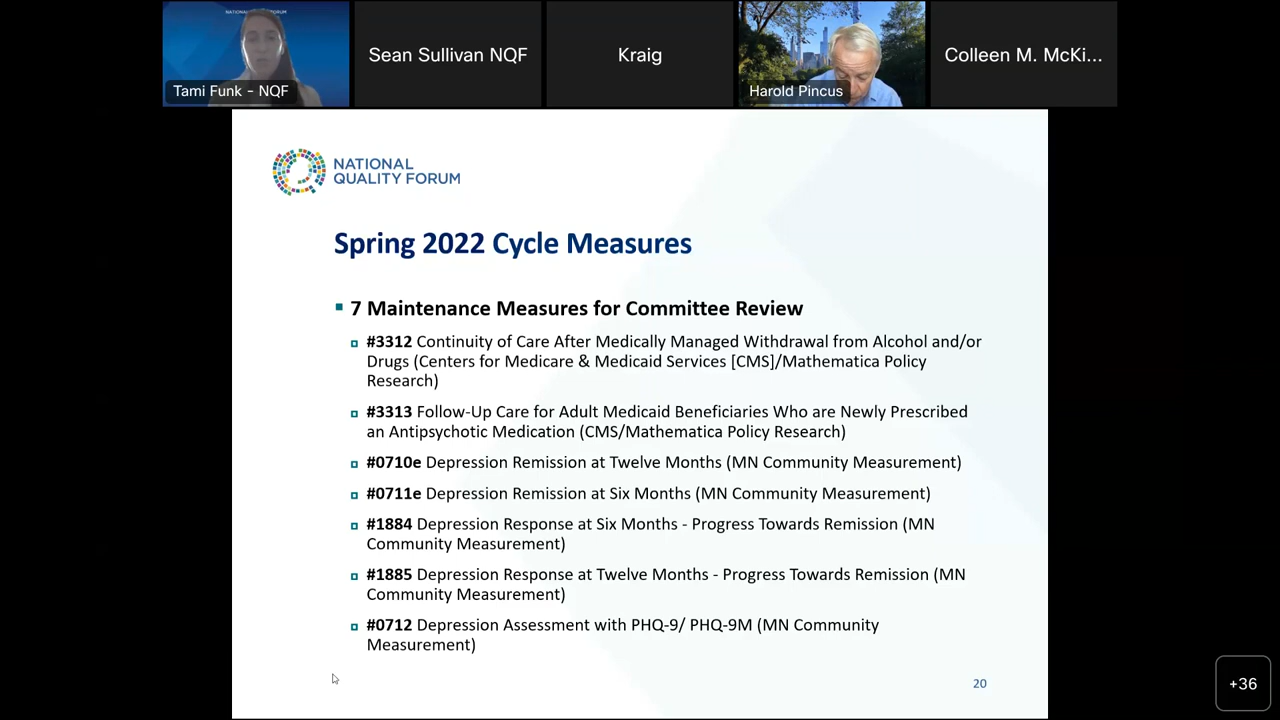 NATIONAL QUALITY FORUM
Tami Funk - NQF
Sean Sullivan NQF
Kraig
Harold Pincus
Colleen M. McKi...
NATIONAL
QUALITY FORUM
Spring 2022 Cycle Measures
7 Maintenance Measures for Committee Review
#3312 Continuity of Care After Medically Managed Withdrawal from Alcohol and/or
Drugs (Centers for Medicare & Medicaid Services [CMS]/Mathematica Policy
Research)
#3313 Follow-Up Care for Adult Medicaid Beneficiaries Who are Newly Prescribed
an Antipsychotic Medication (CMS/Mathematica Policy Research)
#0710e Depression Remission at Twelve Months (MN Community Measurement)
#0711e Depression Remission at Six Months (MN Community Measurement)
#1884 Depression Response at Six Months - Progress Towards Remission (MN
Community Measurement)
#1885 Depression Response at Twelve Months - Progress Towards Remission (MN
Community Measurement)
#0712 Depression Assessment with PHQ-9/ PHQ-9M (MN Community
Measurement)
20
+36